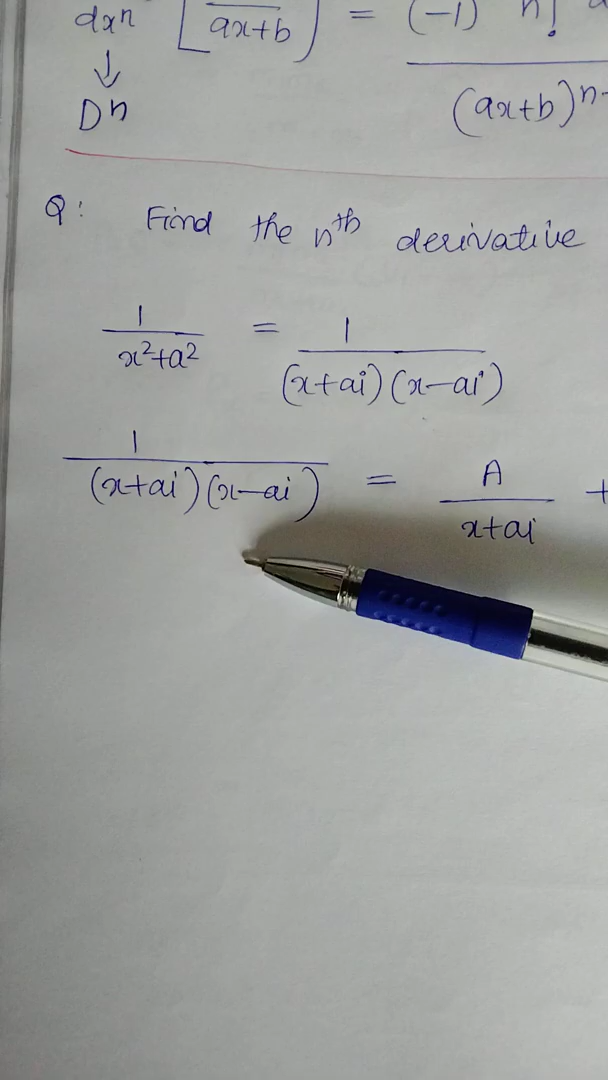 dxⁿ [ 1/(ax+b) ] = (-1) n!/(ax+b)ⁿ⁻
↓
Dⁿ
Q: Find the nᵗʰ derivative
1/(x²+a²) = 1/((x+ai)(x-ai))
1/((x+ai)(x-ai)) = A/(x+ai) +